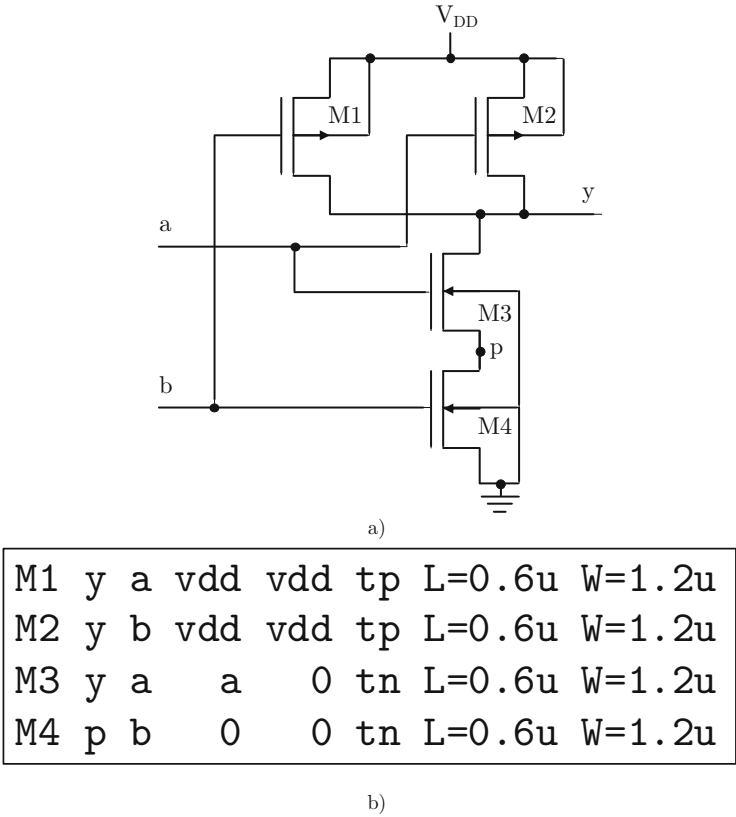 V_DD
M1
M2
y
a
M3
p
b
M4
a)
M1 y a vdd vdd tp L=0.6u W=1.2u
M2 y b vdd vdd tp L=0.6u W=1.2u
M3 y a a 0 tn L=0.6u W=1.2u
M4 p b 0 0 tn L=0.6u W=1.2u
b)